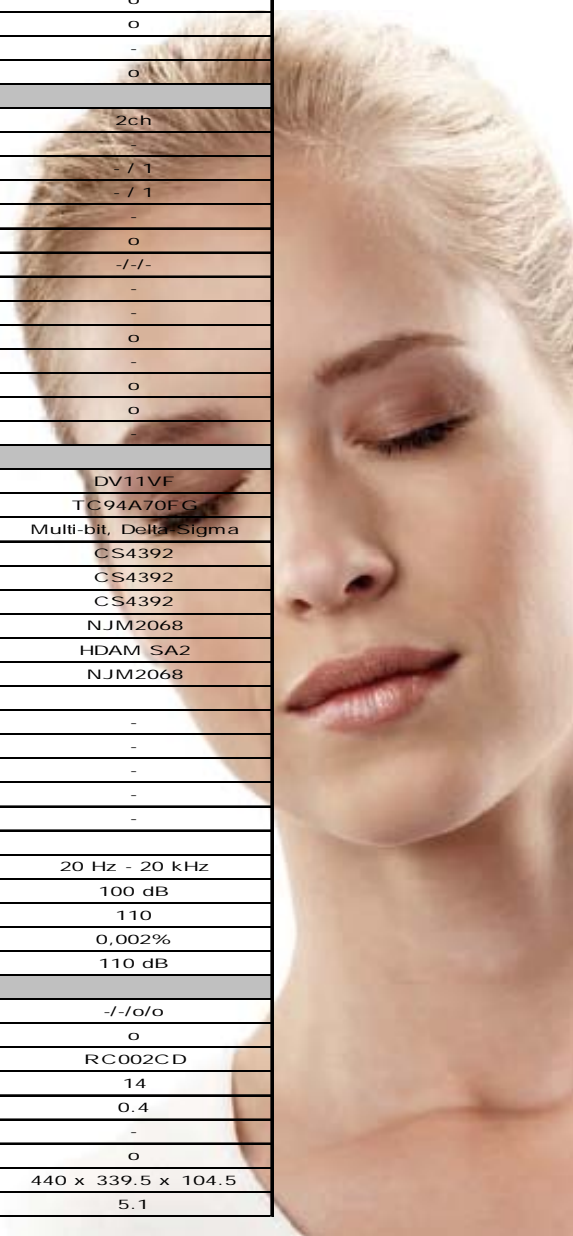 o
o
-
o
2ch
-
- / 1
- / 1
-
o
-/-/-
-
-
o
-
o
o
-
DV11VF
TC94A70FG
Multi-bit, Delta-Sigma
CS4392
CS4392
CS4392
NJM2068
HDAM SA2
NJM2068
-
-
-
-
-
20 Hz - 20 kHz
100 dB
110
0,002%
110 dB
-/-/o/o
o
RC002CD
14
0.4
-
o
440 x 339.5 x 104.5
5.1